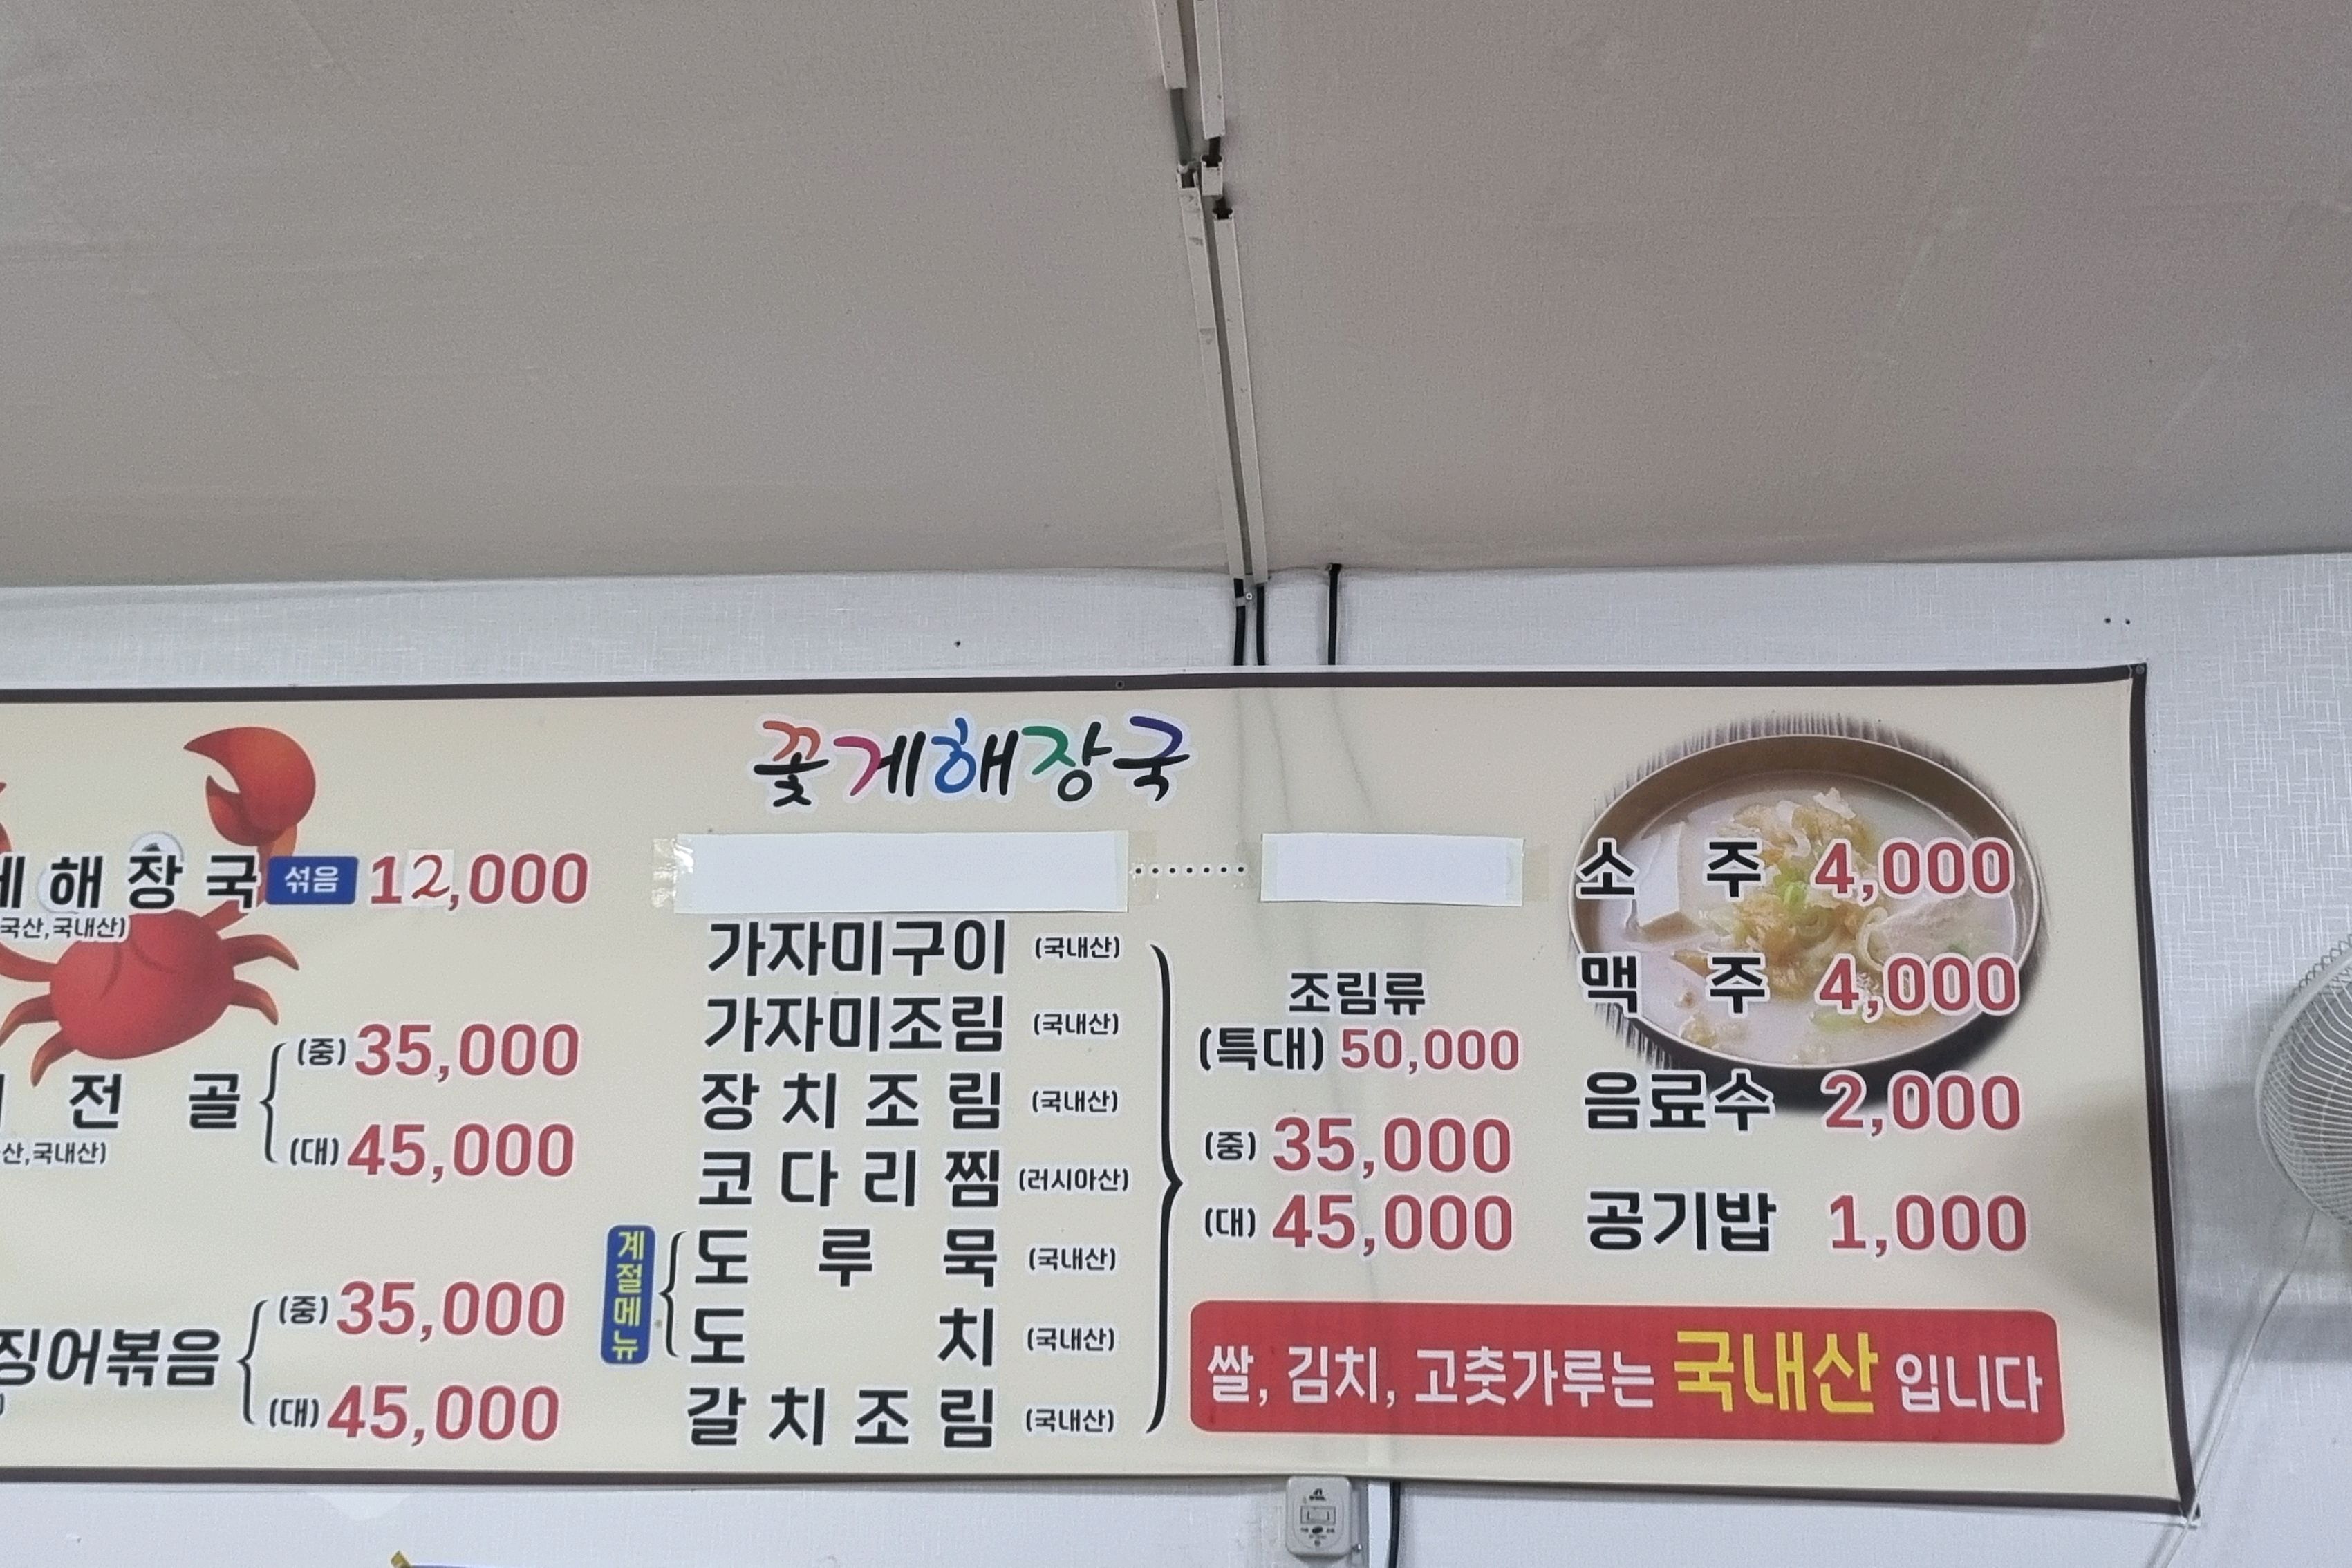 꽃게해장국
해장국 섞음 12,000
국산,국내산)
전 골 (중) 35,000
(대) 45,000
산,국내산)
징어볶음 (중) 35,000
(대) 45,000
가자미구이 (국내산)
가자미조림 (국내산)
장치조림 (국내산)
코다리찜 (러시아산)
계절메뉴
도루묵 (국내산)
도치 (국내산)
갈치조림 (국내산)
조림류
(특대) 50,000
(중) 35,000
(대) 45,000
소주 4,000
맥주 4,000
음료수 2,000
공기밥 1,000
쌀, 김치, 고춧가루는 국내산 입니다